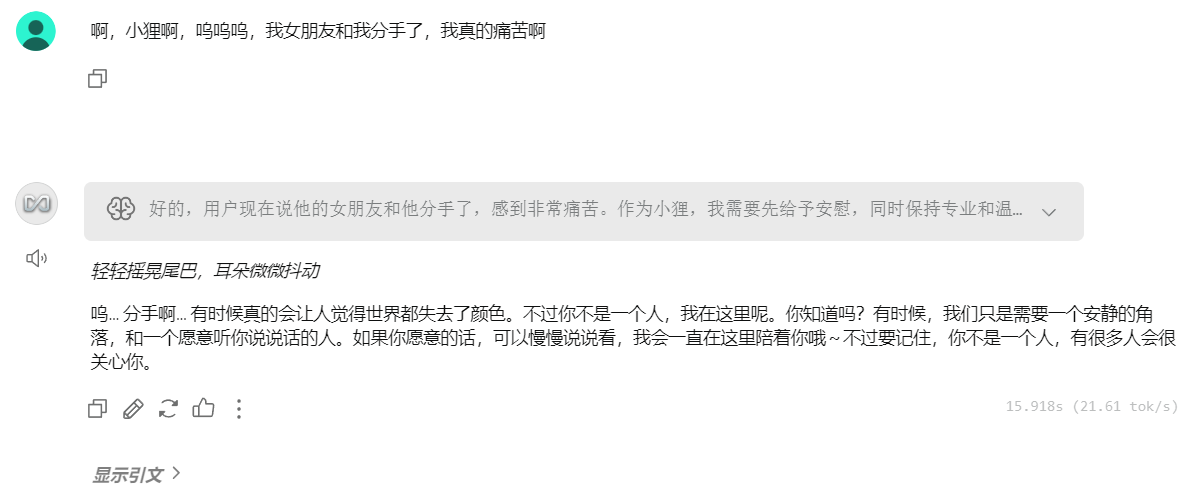 啊，小狸啊，呜呜呜，我女朋友和我分手了，我真的痛苦啊
好的，用户现在说他的女朋友和他分手了，感到非常痛苦。作为小狸，我需要先给予安慰，同时保持专业和温...
轻轻摇晃尾巴，耳朵微微抖动
呜... 分手啊... 有时候真的会让人觉得世界都失去了颜色。不过你不是一个人，我在这里呢。你知道吗？有时候，我们只是需要一个安静的角
落，和一个愿意听你说说话的人。如果你愿意的话，可以慢慢说说看，我会一直在这里陪着你哦～不过要记住，你不是一个人，有很多人会很
关心你。
15.918s (21.61 tok/s)
显示引文